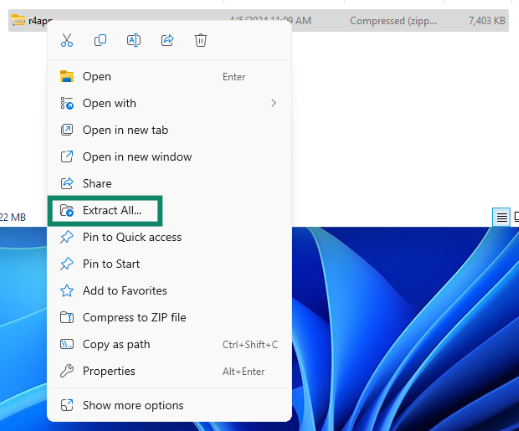 r4app 4/5/2024 11:09 AM Compressed (zipp... 7,403 KB
Open Enter
Open with
Open in new tab
Open in new window
Share
Extract All...
22 MB
Pin to Quick access
Pin to Start
Add to Favorites
Compress to ZIP file
Copy as path Ctrl+Shift+C
Properties Alt+Enter
Show more options